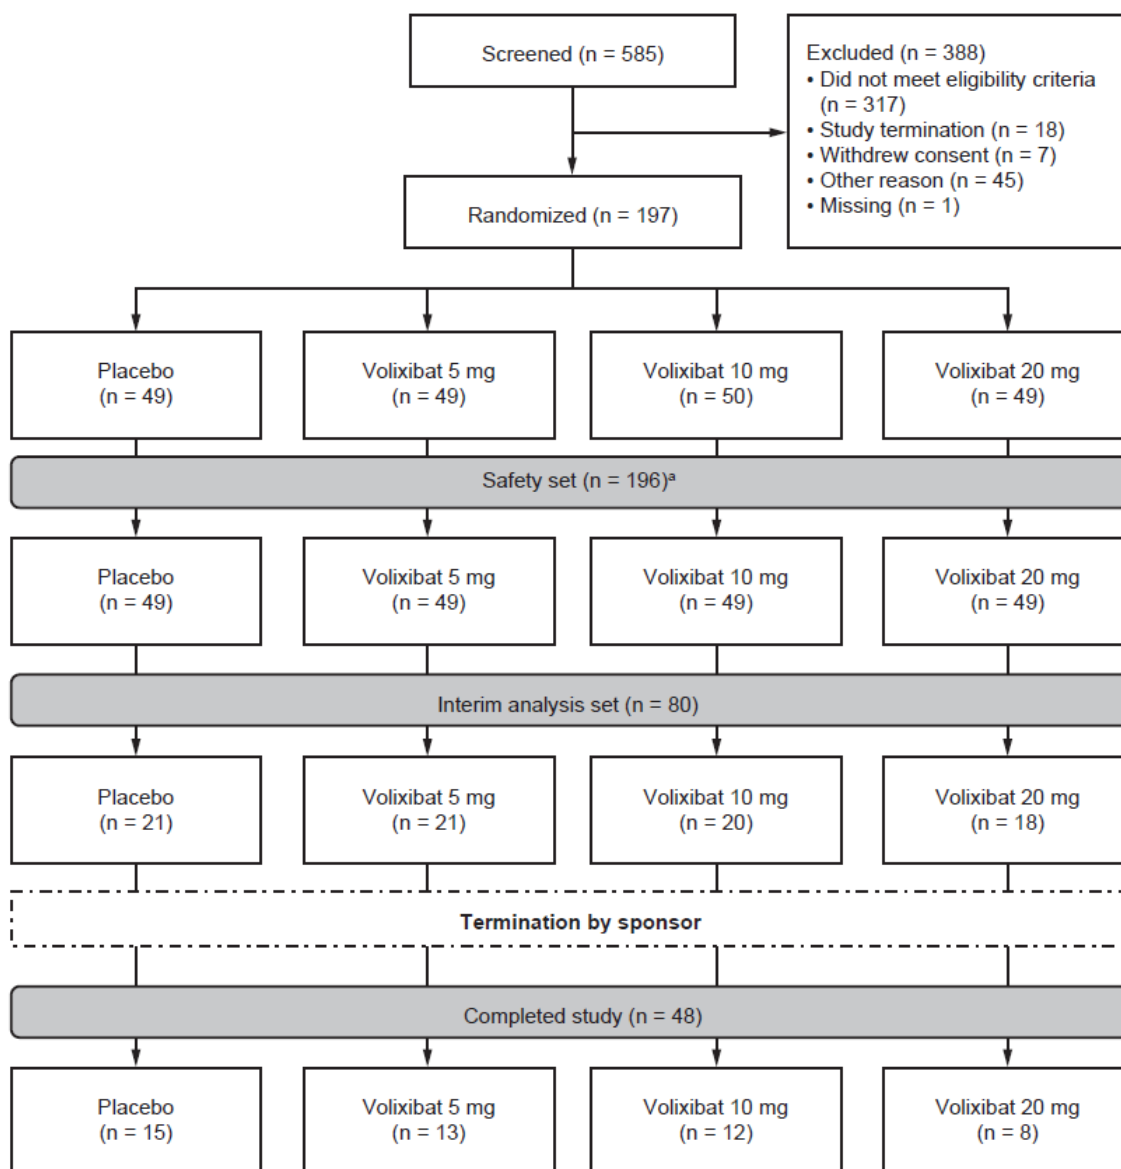 Screened (n = 585)
Excluded (n = 388)
• Did not meet eligibility criteria
(n = 317)
• Study termination (n = 18)
• Withdrew consent (n = 7)
• Other reason (n = 45)
• Missing (n = 1)
Randomized (n = 197)
Placebo
(n = 49)
Volixibat 5 mg
(n = 49)
Volixibat 10 mg
(n = 50)
Volixibat 20 mg
(n = 49)
Safety set (n = 196)ª
Placebo
(n = 49)
Volixibat 5 mg
(n = 49)
Volixibat 10 mg
(n = 49)
Volixibat 20 mg
(n = 49)
Interim analysis set (n = 80)
Placebo
(n = 21)
Volixibat 5 mg
(n = 21)
Volixibat 10 mg
(n = 20)
Volixibat 20 mg
(n = 18)
Termination by sponsor
Completed study (n = 48)
Placebo
(n = 15)
Volixibat 5 mg
(n = 13)
Volixibat 10 mg
(n = 12)
Volixibat 20 mg
(n = 8)